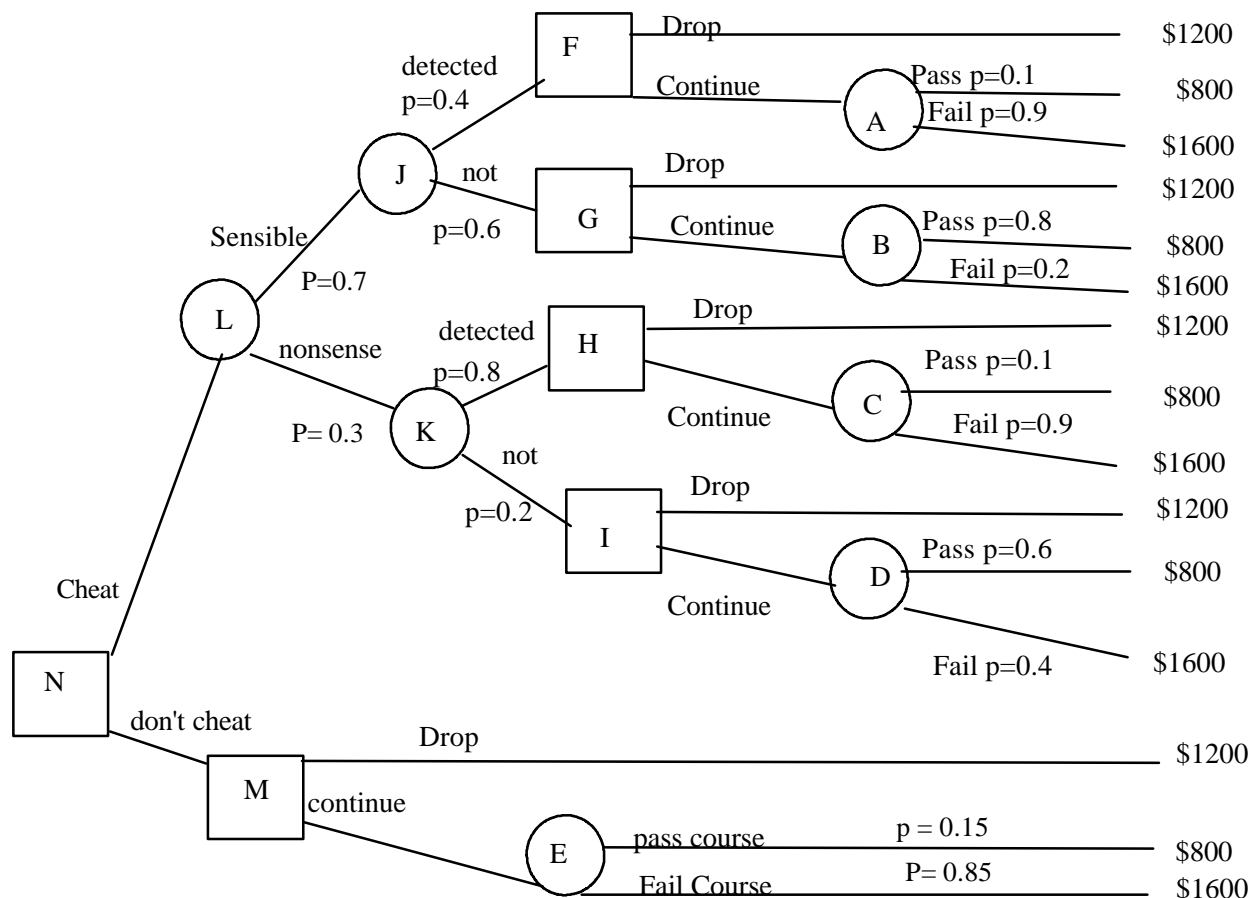 F
Drop
$1200
detected
p=0.4
Continue
Pass p=0.1
$800
A
Fail p=0.9
$1600
J
not
p=0.6
G
Drop
$1200
Continue
B
Pass p=0.8
$800
Fail p=0.2
$1600
Sensible
P=0.7
L
nonsense
P= 0.3
detected
p=0.8
H
Drop
$1200
Continue
C
Pass p=0.1
$800
Fail p=0.9
$1600
K
not
p=0.2
I
Drop
$1200
Continue
D
Pass p=0.6
$800
Fail p=0.4
$1600
Cheat
N
don't cheat
M
Drop
$1200
continue
E
pass course
p = 0.15
$800
Fail Course
P= 0.85
$1600